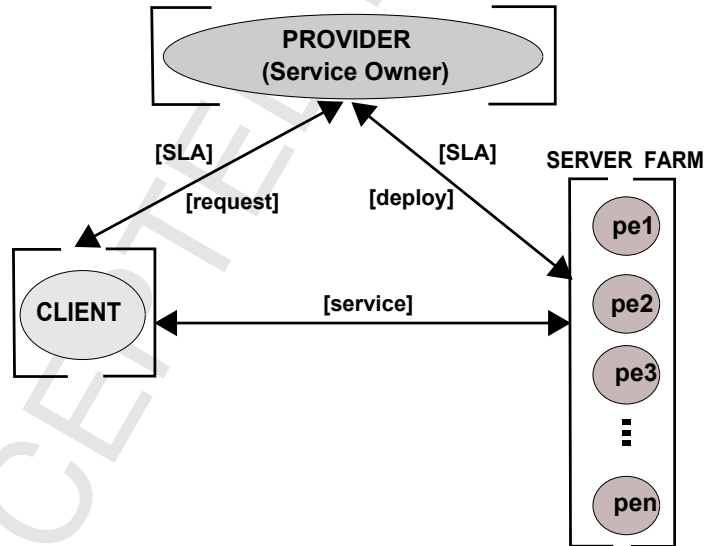 PROVIDER
(Service Owner)
[SLA]
[SLA]
SERVER FARM
[request]
[deploy]
pe1
CLIENT
[service]
pe2
pe3
pen